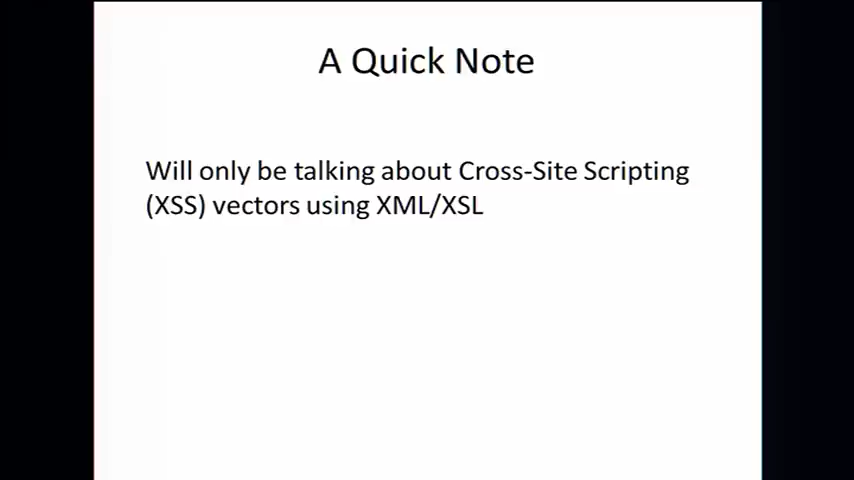 A Quick Note
Will only be talking about Cross-Site Scripting
(XSS) vectors using XML/XSL